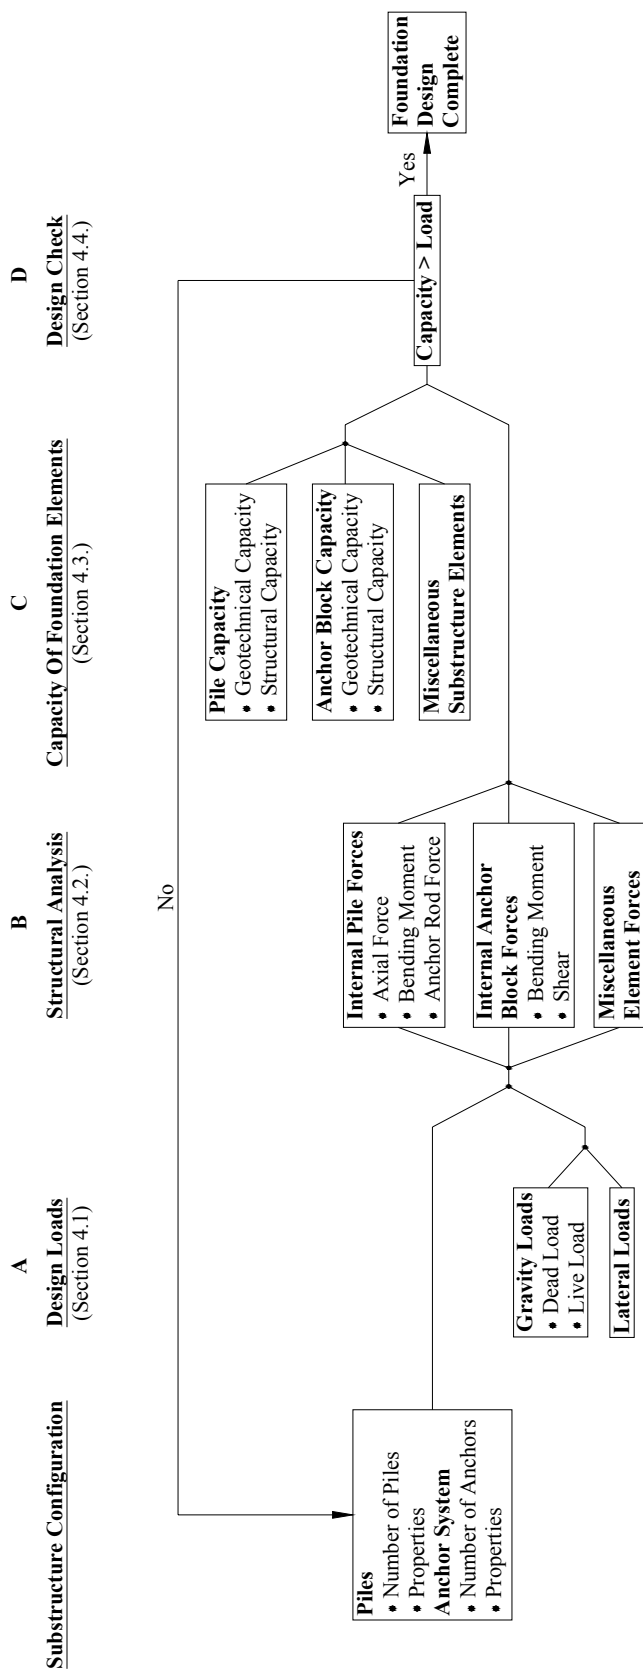 Substructure Configuration
A
Design Loads
(Section 4.1)
B
Structural Analysis
(Section 4.2.)
C
Capacity Of Foundation Elements
(Section 4.3.)
D
Design Check
(Section 4.4.)
No
Piles
• Number of Piles
• Properties
Anchor System
• Number of Anchors
• Properties
Gravity Loads
• Dead Load
• Live Load
Lateral Loads
Internal Pile Forces
• Axial Force
• Bending Moment
• Anchor Rod Force
Internal Anchor
Block Forces
• Bending Moment
• Shear
Miscellaneous
Element Forces
Pile Capacity
• Geotechnical Capacity
• Structural Capacity
Anchor Block Capacity
• Geotechnical Capacity
• Structural Capacity
Miscellaneous
Substructure Elements
Capacity > Load
Yes
Foundation
Design
Complete